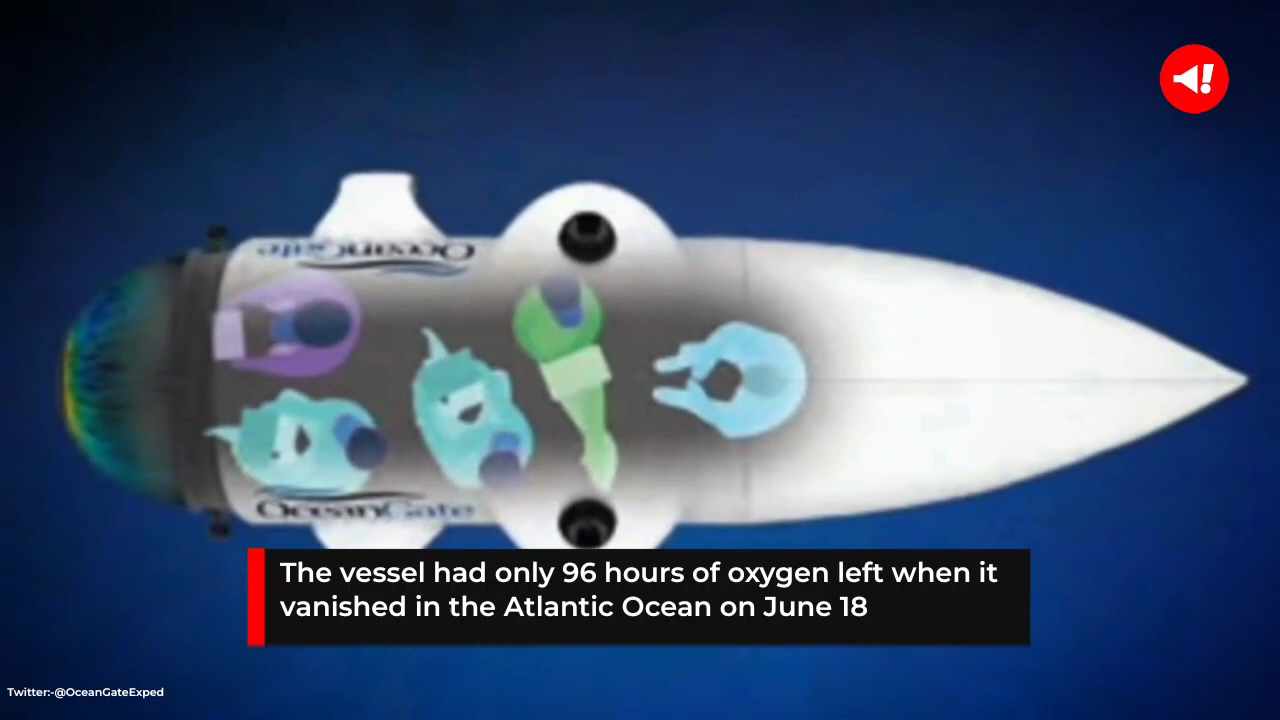 OceanGate
OceanGate
The vessel had only 96 hours of oxygen left when it
vanished in the Atlantic Ocean on June 18
Twitter:-@OceanGateExped